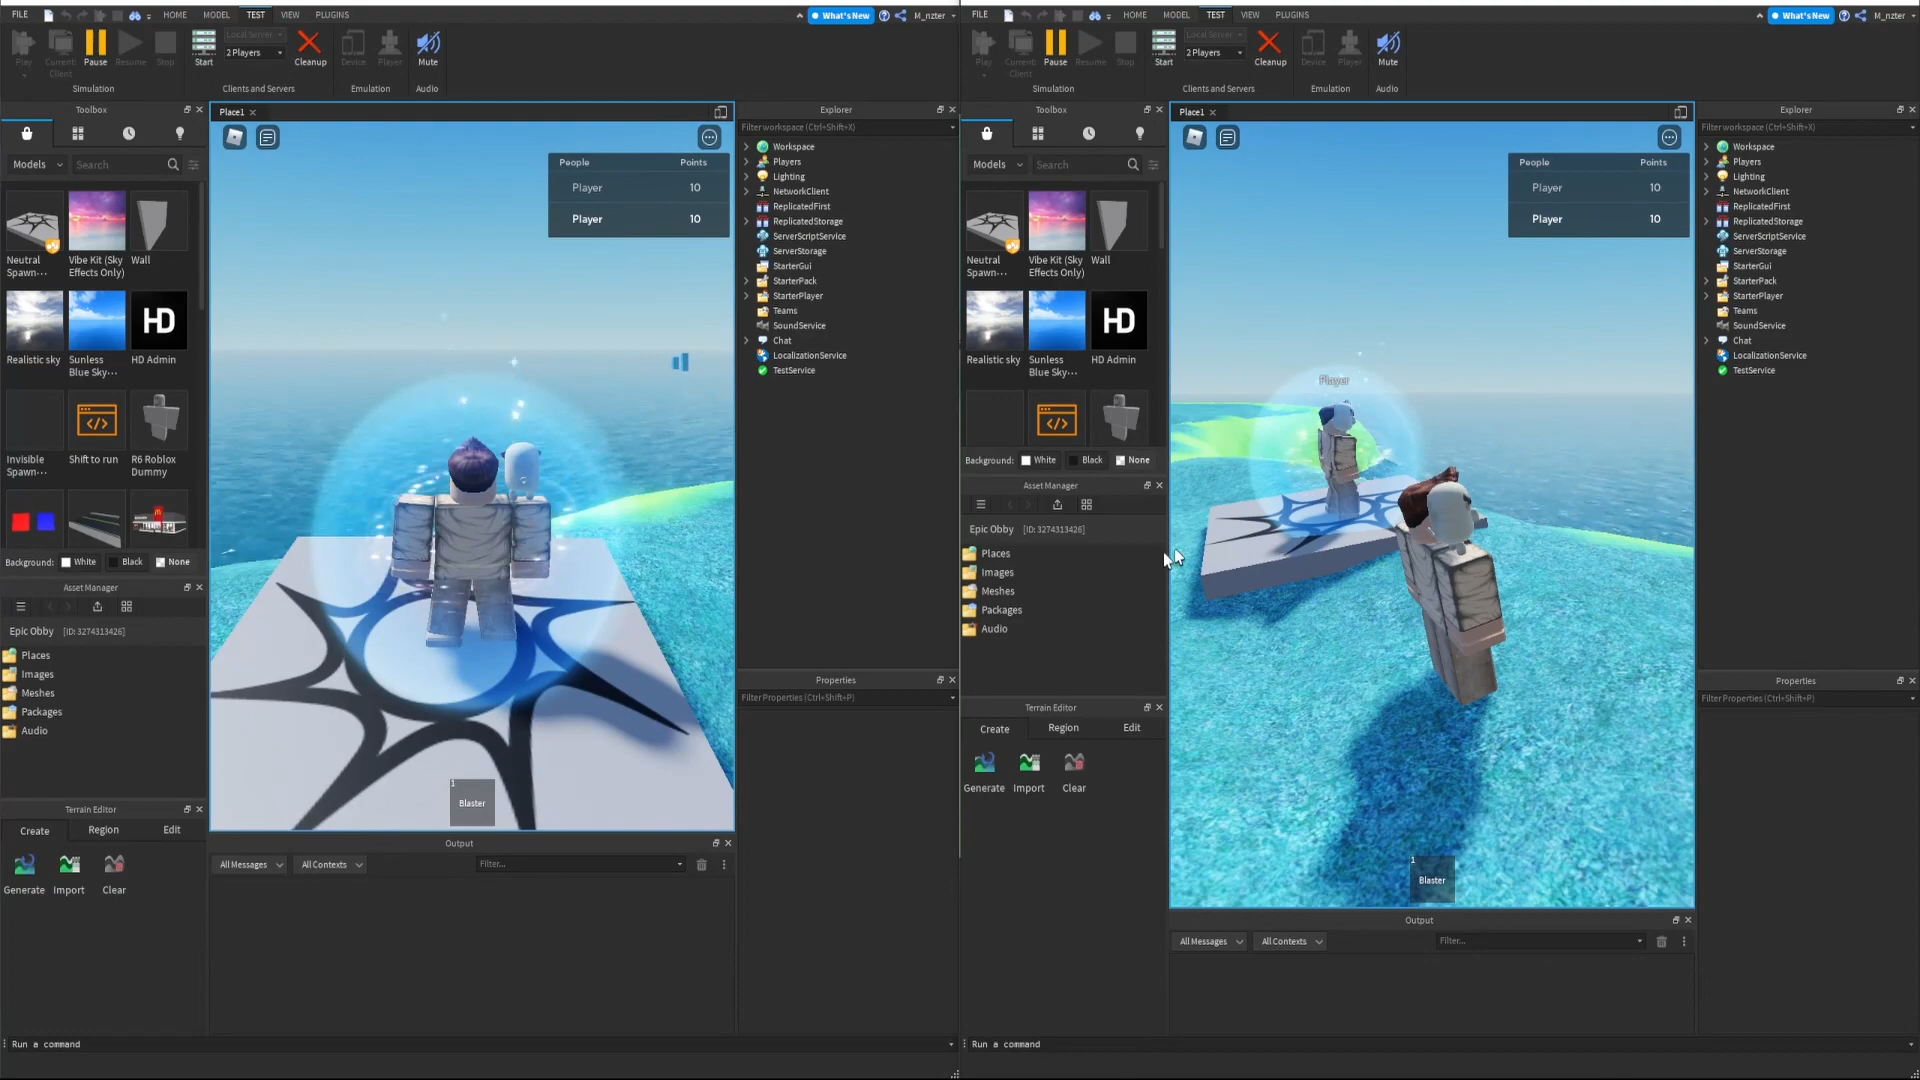 FILE HOME MODEL TEST VIEW PLUGINS What's New M_nzter
Play Current: Client Pause Resume Stop Start Local Server 2 Players Cleanup Device Player Mute
Simulation Clients and Servers Emulation Audio
Toolbox
Models Search
Neutral Spawn··· Vibe Kit (Sky Effects Only) Wall
Realistic sky Sunless Blue Sky··· HD HD Admin
Invisible Spawn··· Shift to run R6 Roblox Dummy
Background: White Black None
Asset Manager
Epic Obby [ID: 3274313426]
Places
Images
Meshes
Packages
Audio
Terrain Editor
Create Region Edit
Generate Import Clear
Place1
People Points
Player 10
Player 10
1
Blaster
Output
All Messages All Contexts Filter...
Explorer
Filter workspace (Ctrl+Shift+X)
Workspace
Players
Lighting
NetworkClient
ReplicatedFirst
ReplicatedStorage
ServerScriptService
ServerStorage
StarterGui
StarterPack
StarterPlayer
Teams
SoundService
Chat
LocalizationService
TestService
Properties
Filter Properties (Ctrl+Shift+P)
Run a command
FILE HOME MODEL TEST VIEW PLUGINS What's New M_nzter
Play Current: Client Pause Resume Stop Start Local Server 2 Players Cleanup Device Player Mute
Simulation Clients and Servers Emulation Audio
Toolbox
Models Search
Neutral Spawn··· Vibe Kit (Sky Effects Only) Wall
Realistic sky Sunless Blue Sky··· HD HD Admin
Background: White Black None
Asset Manager
Epic Obby [ID: 3274313426]
Places
Images
Meshes
Packages
Audio
Terrain Editor
Create Region Edit
Generate Import Clear
Place1
People Points
Player 10
Player 10
Player
1
Blaster
Output
All Messages All Contexts Filter...
Explorer
Filter workspace (Ctrl+Shift+X)
Workspace
Players
Lighting
NetworkClient
ReplicatedFirst
ReplicatedStorage
ServerScriptService
ServerStorage
StarterGui
StarterPack
StarterPlayer
Teams
SoundService
Chat
LocalizationService
TestService
Properties
Filter Properties (Ctrl+Shift+P)
Run a command